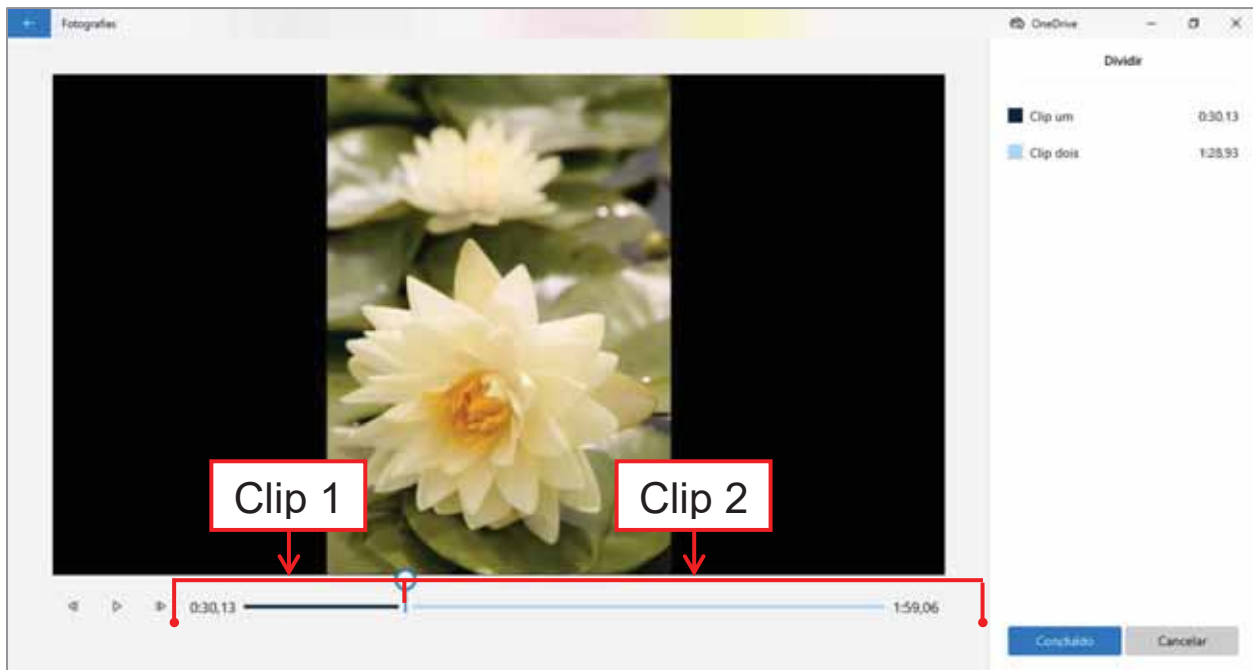 Fotografias
OneDrive
Dividir
Clip um 0:30,13
Clip dois 1:28,93
Clip 1
Clip 2
0:30,13
1:59,06
Concluído
Cancelar